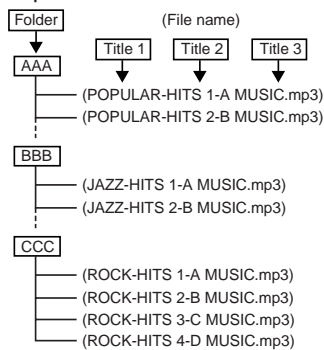 Folder (File name)
Title 1 Title 2 Title 3
AAA
(POPULAR-HITS 1-A MUSIC.mp3)
(POPULAR-HITS 2-B MUSIC.mp3)
BBB
(JAZZ-HITS 1-A MUSIC.mp3)
(JAZZ-HITS 2-B MUSIC.mp3)
CCC
(ROCK-HITS 1-A MUSIC.mp3)
(ROCK-HITS 2-B MUSIC.mp3)
(ROCK-HITS 3-C MUSIC.mp3)
(ROCK-HITS 4-D MUSIC.mp3)